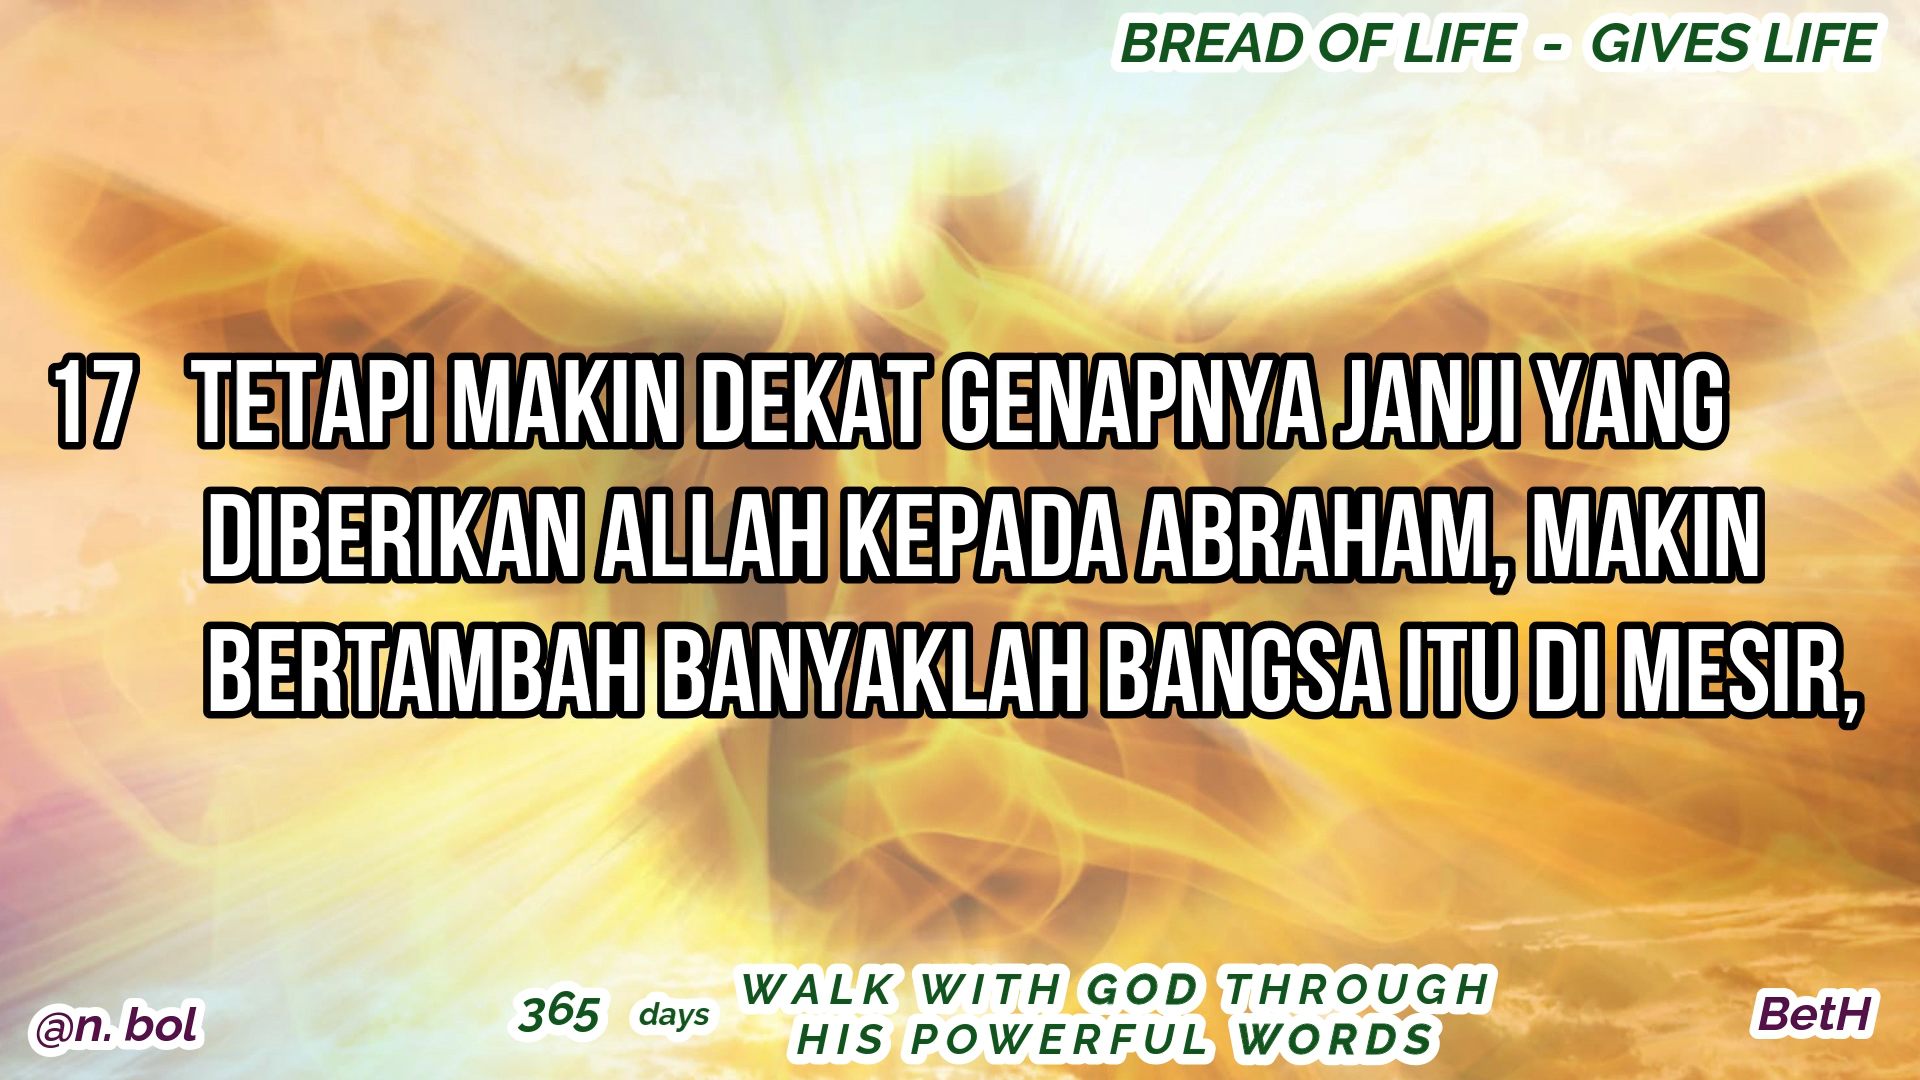 BREAD OF LIFE - GIVES LIFE
17 TETAPI MAKIN DEKAT GENAPNYA JANJI YANG
DIBERIKAN ALLAH KEPADA ABRAHAM, MAKIN
BERTAMBAH BANYAKLAH BANGSA ITU DI MESIR,
@n. bol
365 days
WALK WITH GOD THROUGH
HIS POWERFUL WORDS
BetH